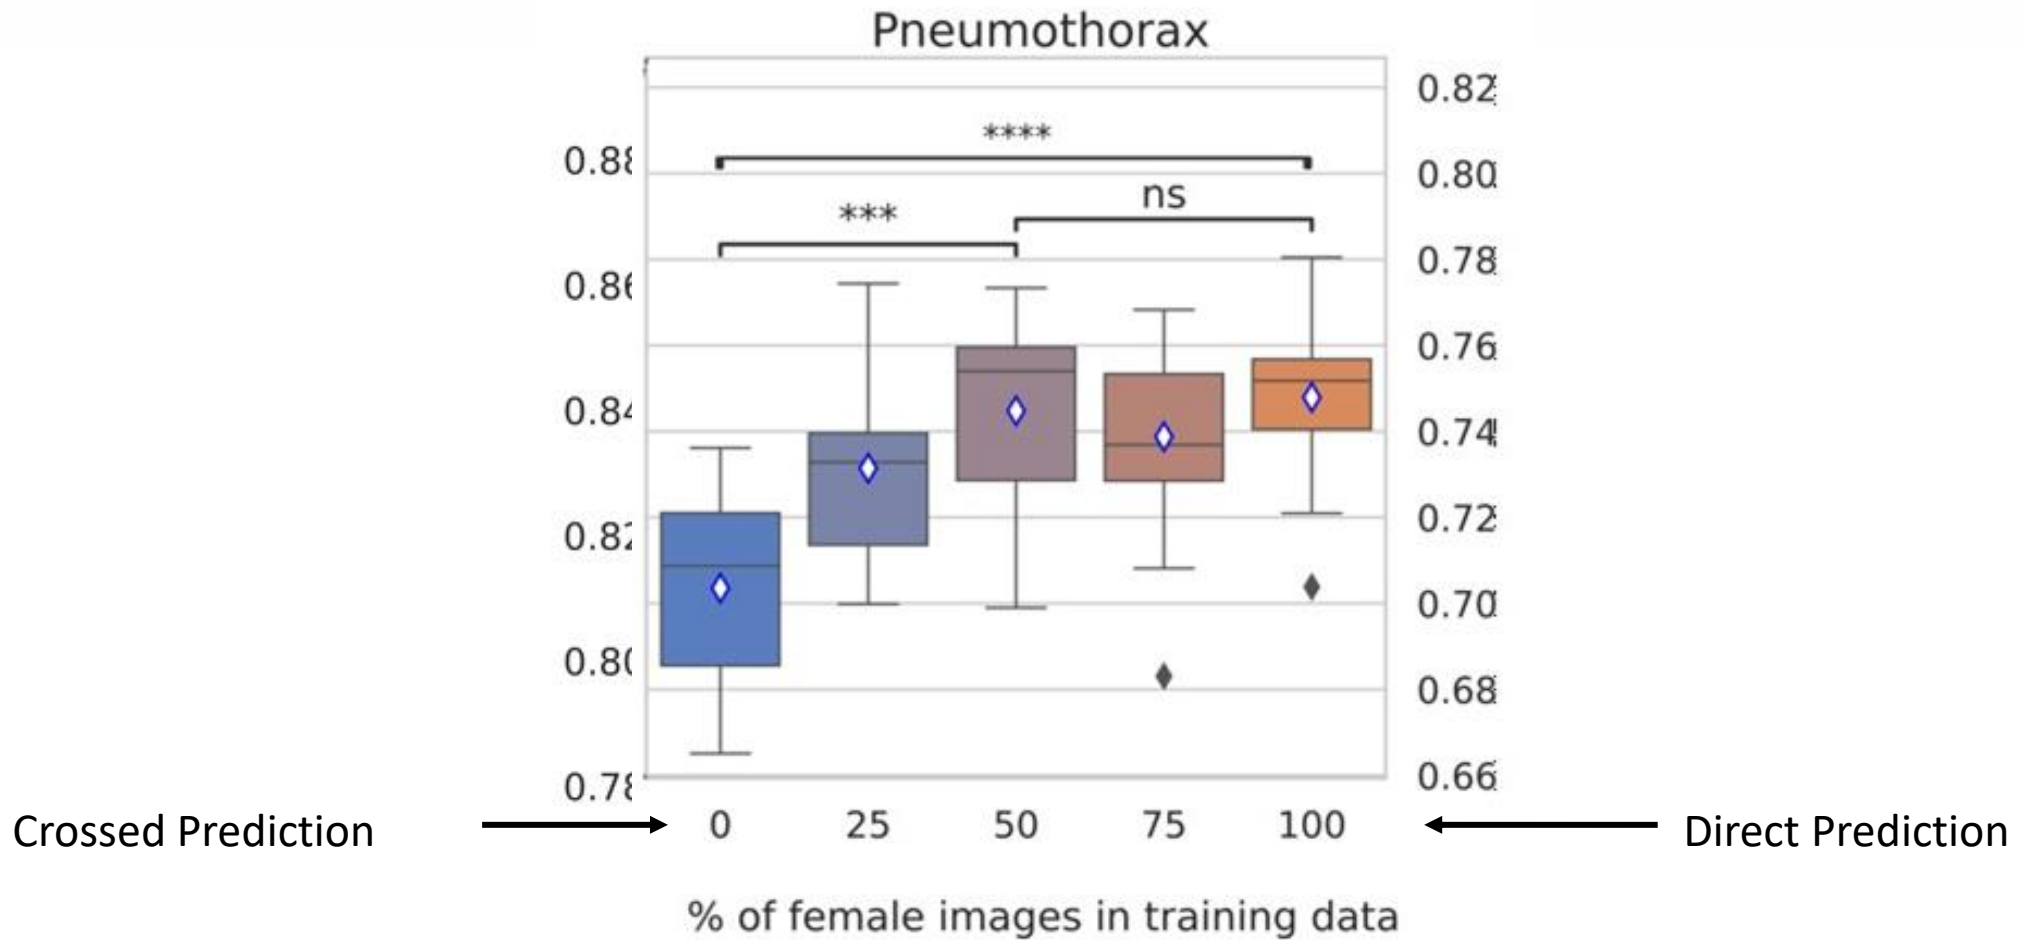 Pneumothorax
0.82
****
0.88
0.80
ns
***
0.78
0.86
0.76
0.84
0.74
0.82
0.72
0.70
0.80
0.68
0.78
0.66
Crossed Prediction
0 25 50 75 100
Direct Prediction
% of female images in training data